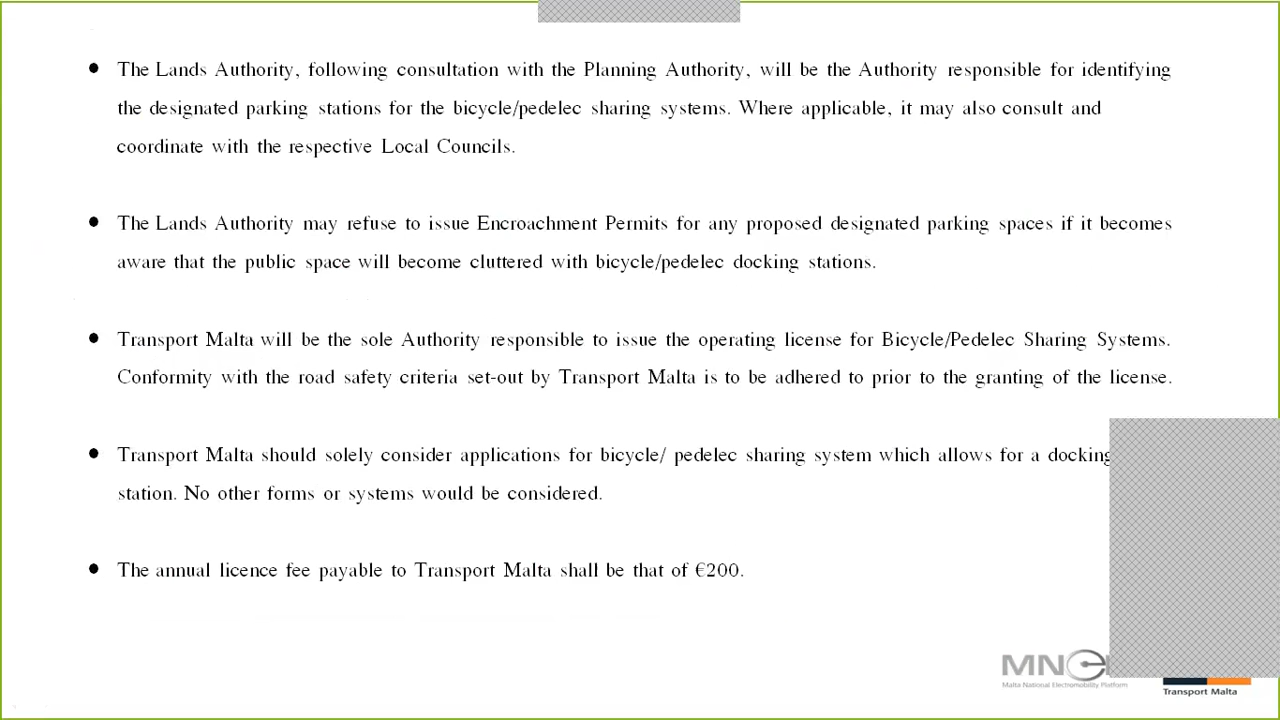 ● The Lands Authority, following consultation with the Planning Authority, will be the Authority responsible for identifying
the designated parking stations for the bicycle/pedelec sharing systems. Where applicable, it may also consult and
coordinate with the respective Local Councils.
● The Lands Authority may refuse to issue Encroachment Permits for any proposed designated parking spaces if it becomes
aware that the public space will become cluttered with bicycle/pedelec docking stations.
● Transport Malta will be the sole Authority responsible to issue the operating license for Bicycle/Pedelec Sharing Systems.
Conformity with the road safety criteria set-out by Transport Malta is to be adhered to prior to the granting of the license.
● Transport Malta should solely consider applications for bicycle/ pedelec sharing system which allows for a docking
station. No other forms or systems would be considered.
● The annual licence fee payable to Transport Malta shall be that of €200.
Malta National Electromobility Platform
Transport Malta